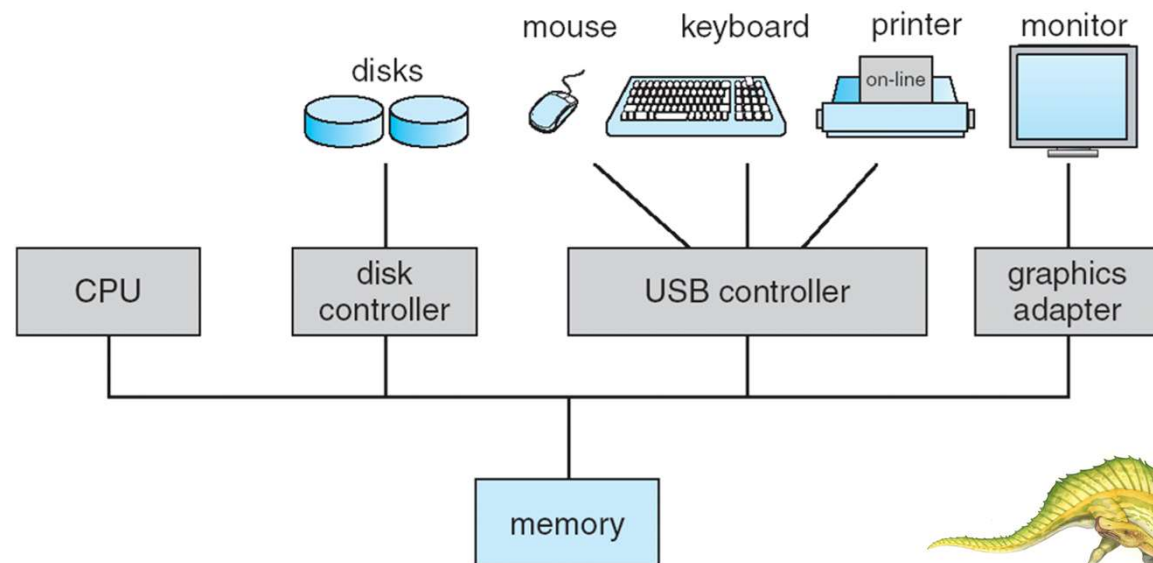 mouse
keyboard
printer
monitor
disks
on-line
CPU
disk
controller
USB controller
graphics
adapter
memory